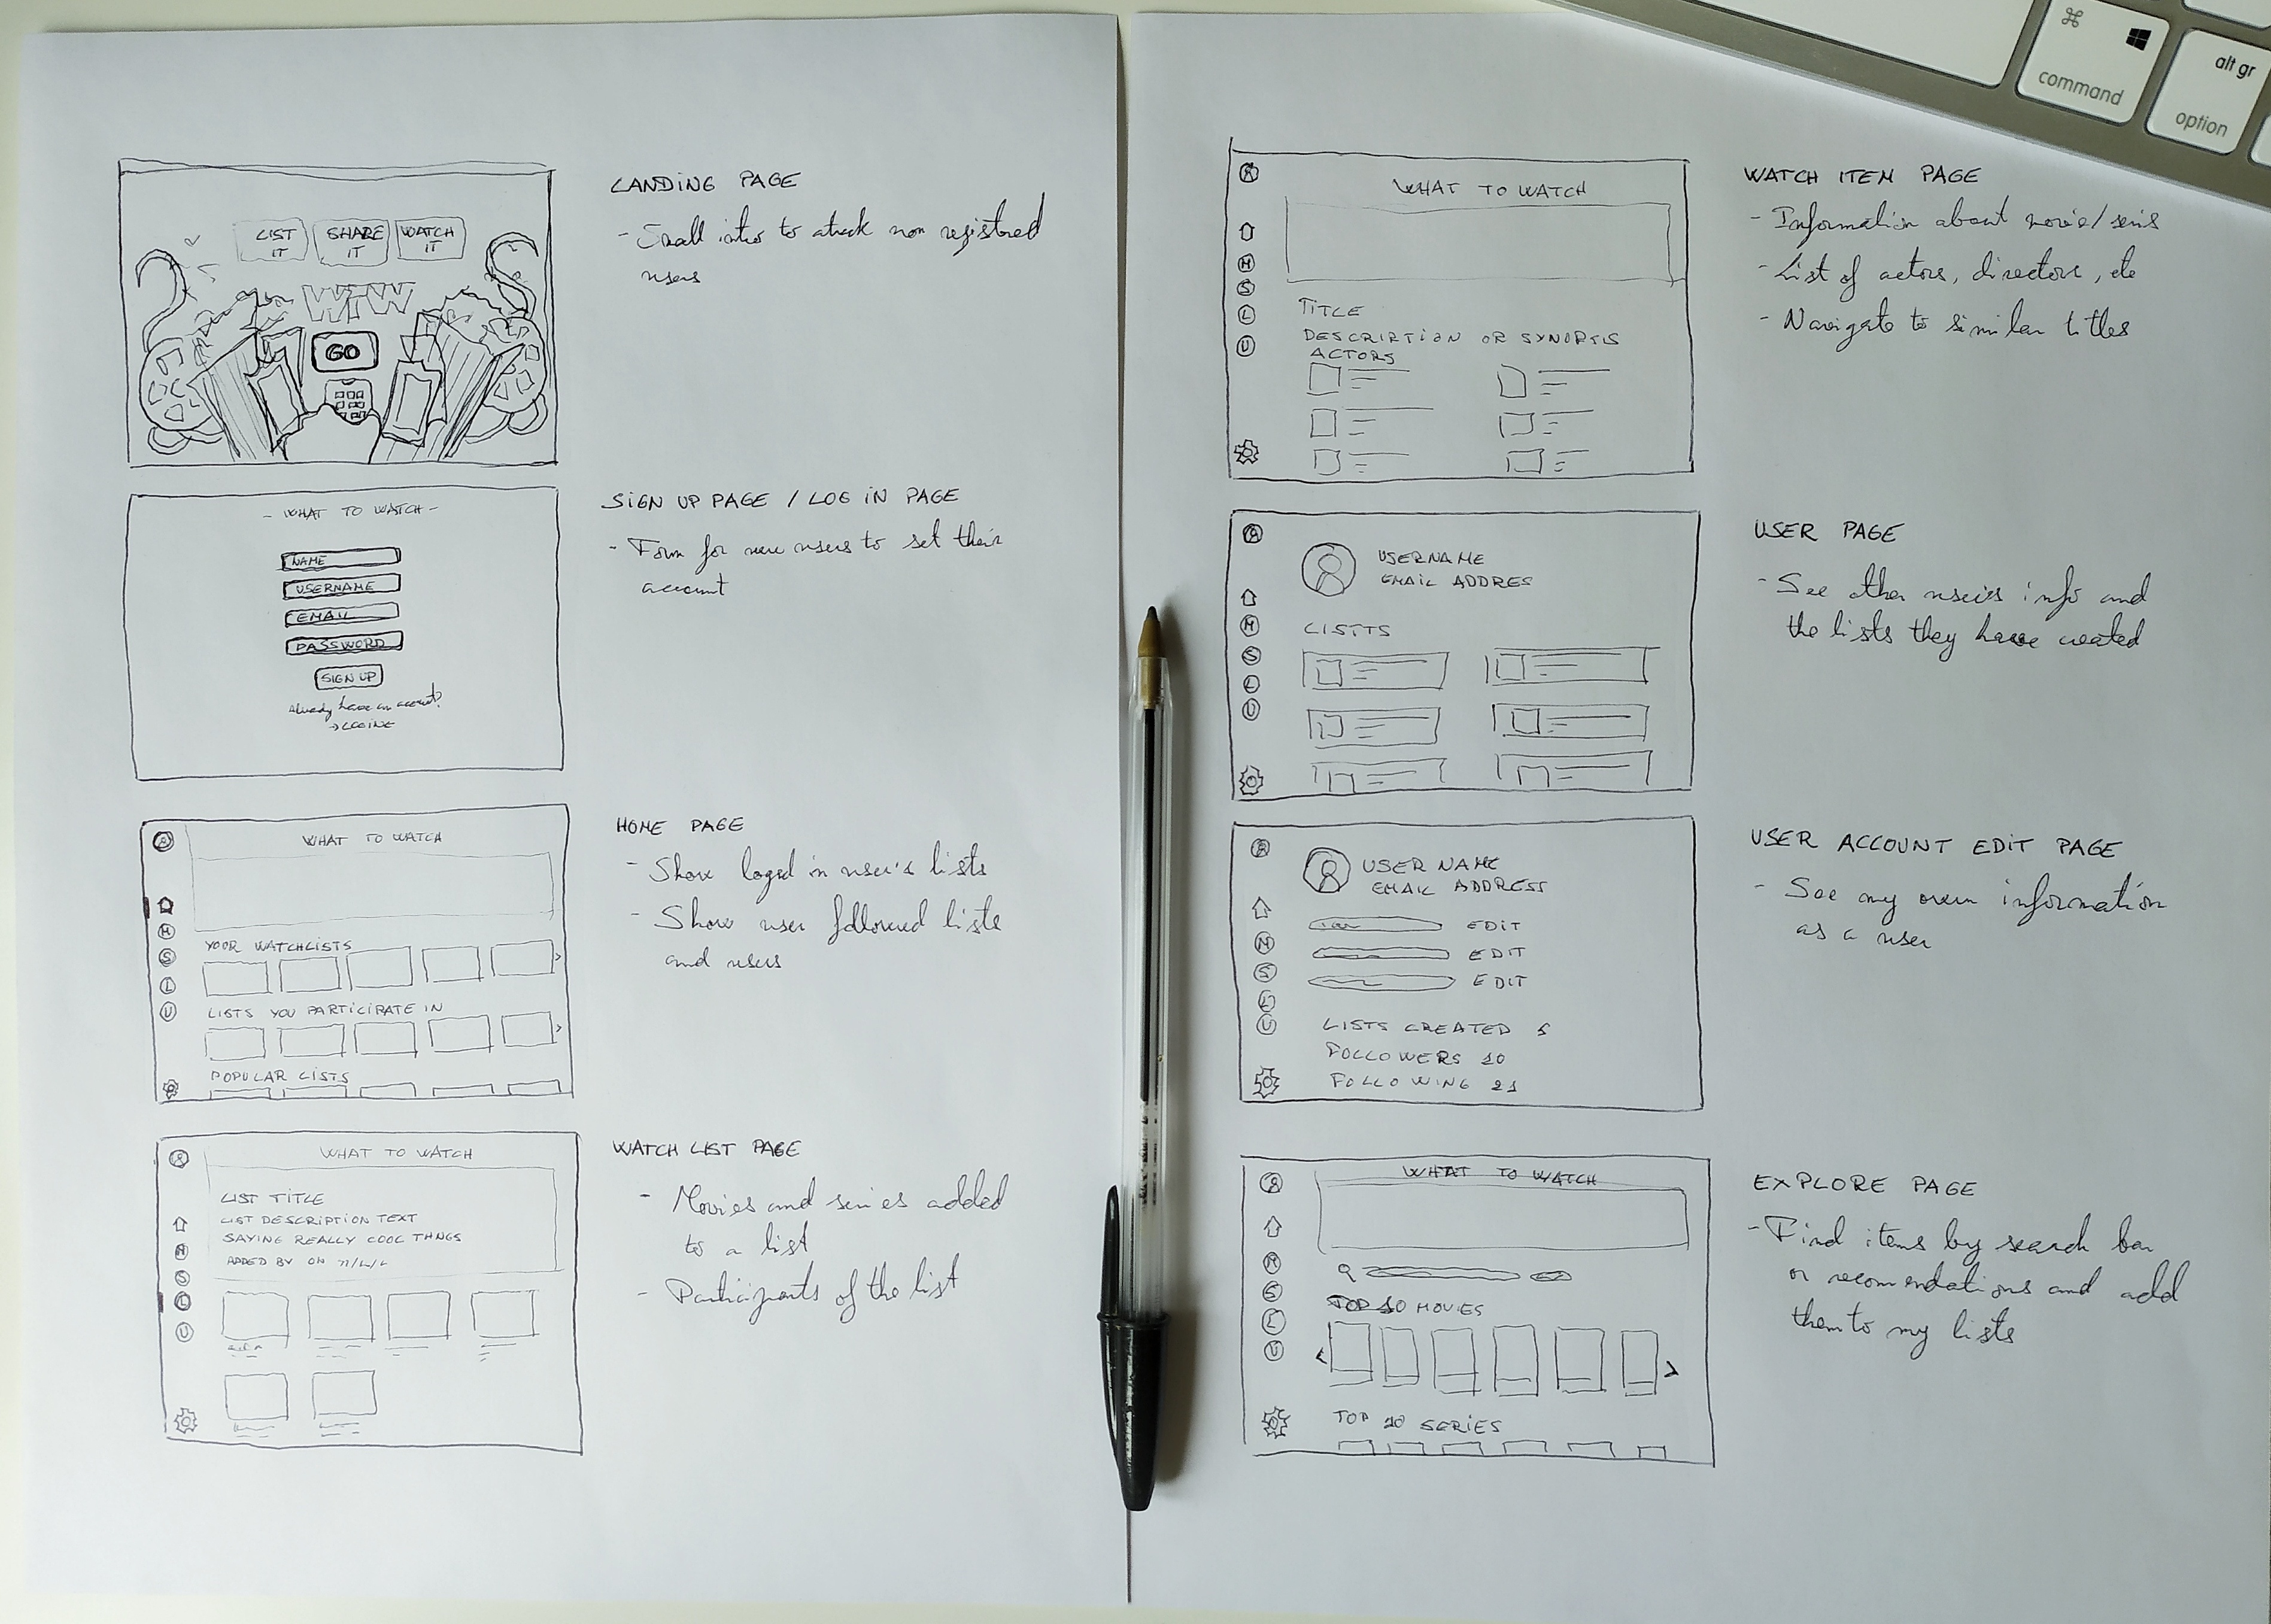 LIST IT
SHARE IT
WATCH IT
WTW
GO
LANDING PAGE
- Small intro to atack non registred
users
- WHAT TO WATCH -
NAME
USERNAME
EMAIL
PASSWORD
SIGN UP
Already have an account?
SIGN UP PAGE / LOG IN PAGE
- Form for new users to set their
account
WHAT TO WATCH
H
S
L
U
YOUR WATCHLISTS
LISTS YOU PARTICIPATE IN
POPULAR LISTS
HOME PAGE
- Show loged in user's lists
- Show user followed lists
and users
WHAT TO WATCH
LIST TITLE
LIST DESCRIPTION TEXT
SAYING REALLY COOL THNGS
ADDED BY ON
M
S
L
U
WATCH LIST PAGE
- Movies and series added
to a list
- Participants of the list
WHAT TO WATCH
M
S
L
U
TITLE
DESCRIPTION OR SYNOPSIS
ACTORS
WATCH ITEM PAGE
- Information about movie/series
- List of actors, directors, etc
- Navigate to similar titles
USERNAME
EMAIL ADDRES
M
S
L
U
LISTTS
USER PAGE
- See other users info and
the lists they have created
USER NAME
EMAIL ADDRESS
EDIT
EDIT
EDIT
M
S
L
U
LISTS CREATED 5
FOLLOWERS 20
FOLLOWING 21
USER ACCOUNT EDIT PAGE
- See my own information
as a user
WHAT TO WATCH
M
S
L
U
TOP 10 MOVIES
TOP 10 SERIES
EXPLORE PAGE
- Find items by search bar
or recomendations and add
them to my lists
⌘
command
alt gr
option